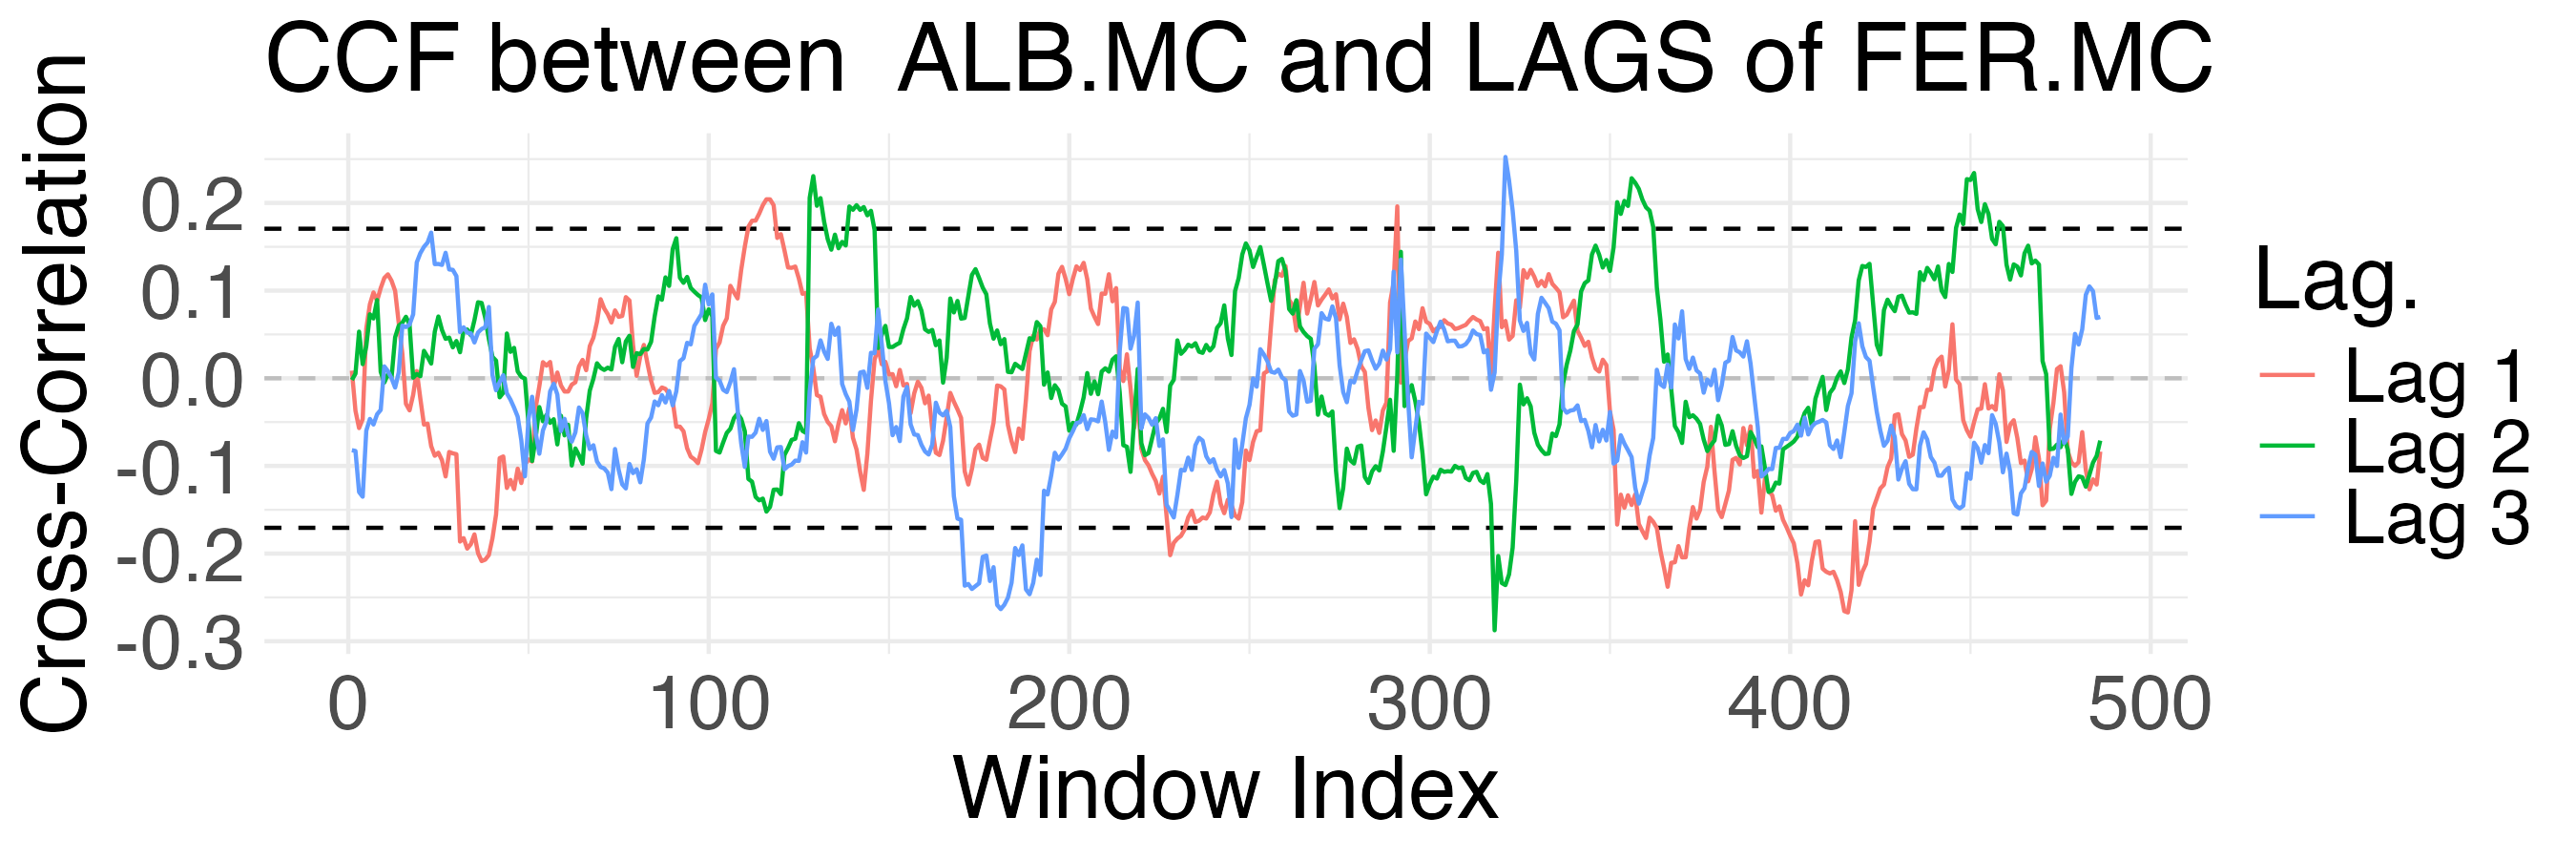 CCF between  ALB.MC and LAGS of FER.MC
Cross-Correlation
0.2
0.1
0.0
-0.1
-0.2
-0.3
0 100 200 300 400 500
Window Index
Lag.
Lag 1
Lag 2
Lag 3